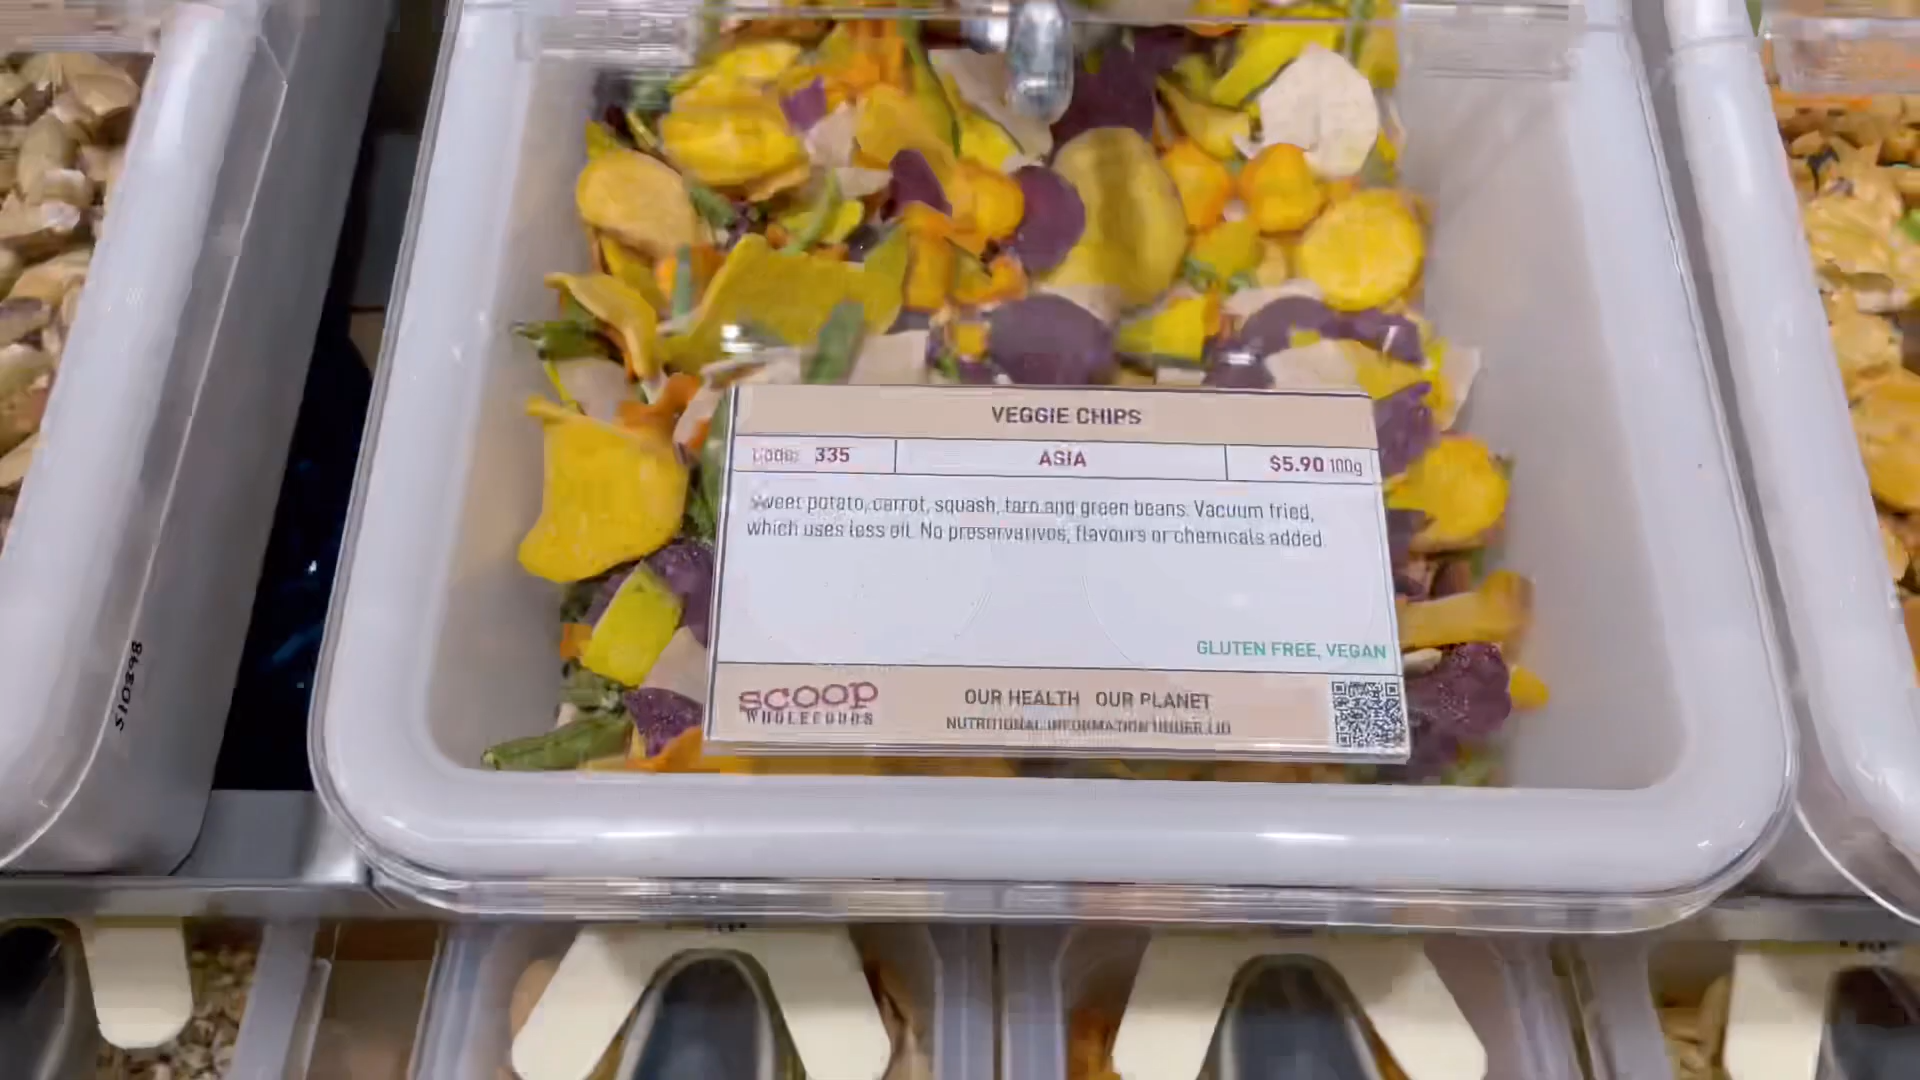 VEGGIE CHIPS
Code: 335 ASIA $5.90 100g
Sweet potato, carrot, squash, taro and green beans. Vacuum fried,
which uses less oil. No preservatives, flavours or chemicals added.
GLUTEN FREE, VEGAN
SCOOP
WHOLEFOODS
OUR HEALTH OUR PLANET
NUTRITIONAL INFORMATION UNDER LID